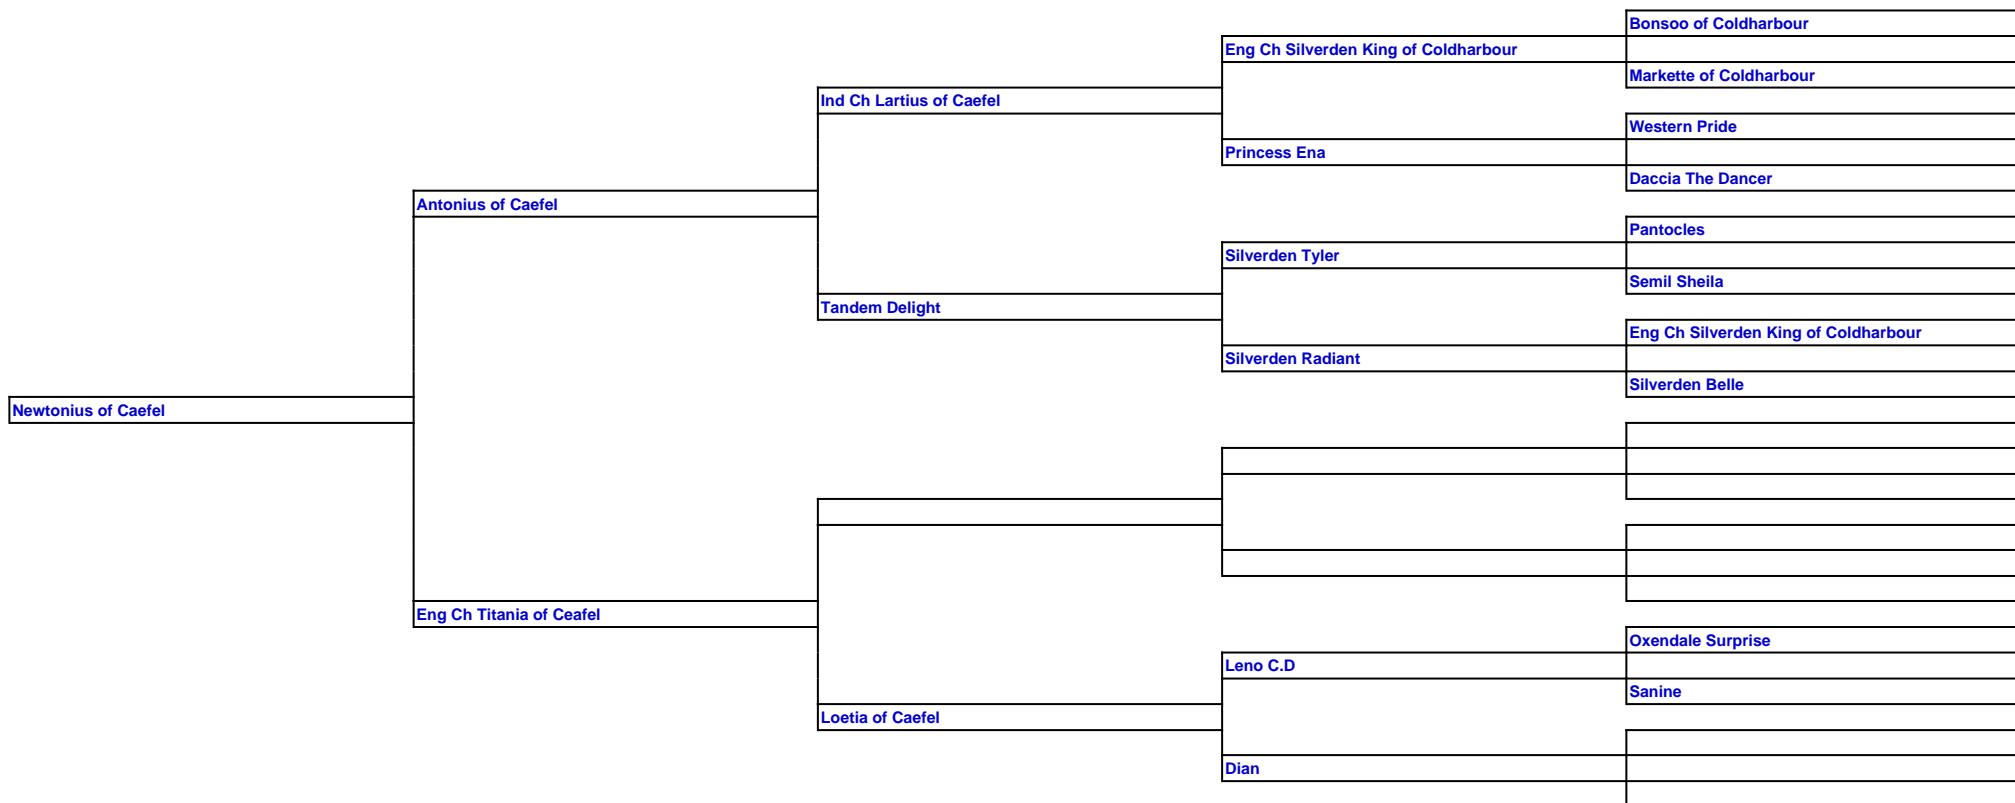 Bonsoo of Coldharbour
Eng Ch Silverden King of Coldharbour
Markette of Coldharbour
Ind Ch Lartius of Caefel
Western Pride
Princess Ena
Daccia The Dancer
Antonius of Caefel
Pantocles
Silverden Tyler
Semil Sheila
Tandem Delight
Eng Ch Silverden King of Coldharbour
Silverden Radiant
Silverden Belle
Newtonius of Caefel
Eng Ch Titania of Ceafel
Oxendale Surprise
Leno C.D
Sanine
Loetia of Caefel
Dian